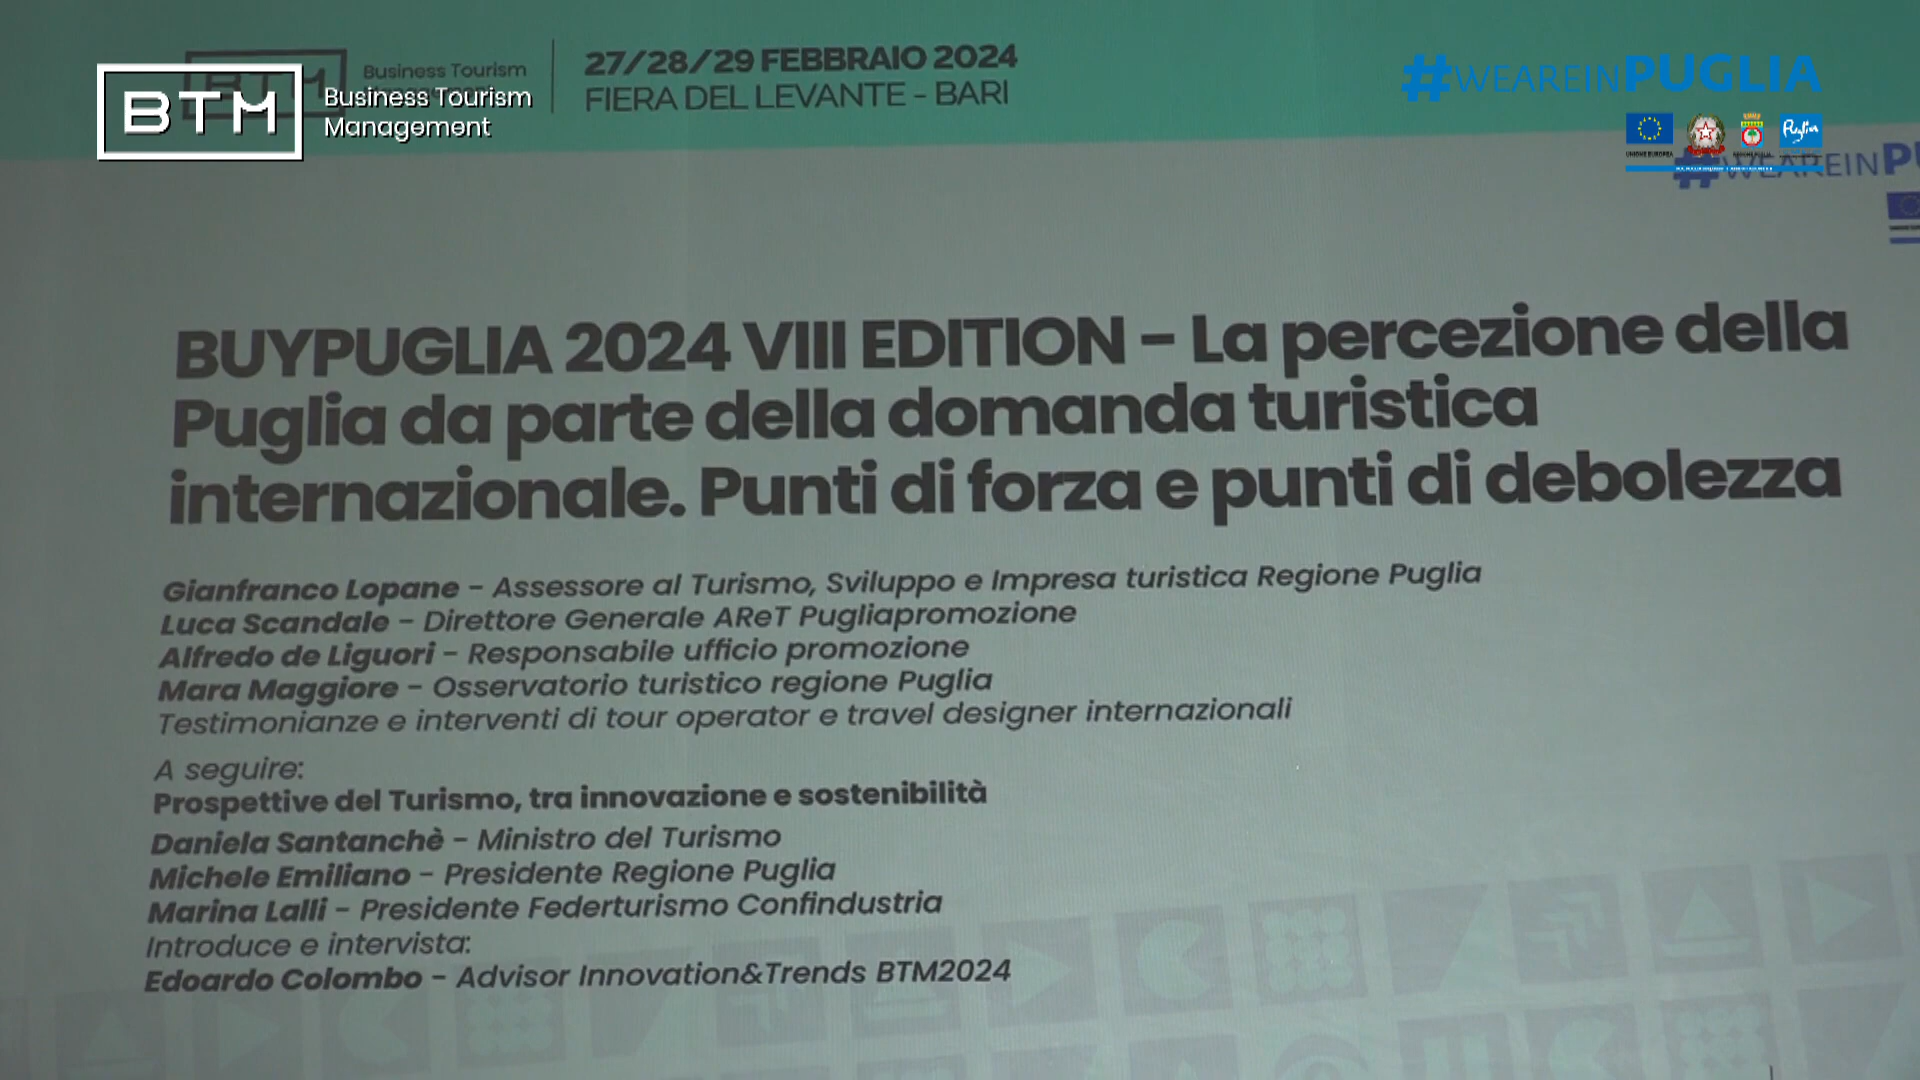 BTM
Business Tourism
Management
Business Tourism
27/28/29 FEBBRAIO 2024
FIERA DEL LEVANTE - BARI
#WEAREINPUGLIA
UNIONE EUROPEA
Puglia
#WEAREINPU
BUYPUGLIA 2024 VIII EDITION - La percezione della
Puglia da parte della domanda turistica
internazionale. Punti di forza e punti di debolezza
Gianfranco Lopane - Assessore al Turismo, Sviluppo e Impresa turistica Regione Puglia
Luca Scandale - Direttore Generale AReT Pugliapromozione
Alfredo de Liguori - Responsabile ufficio promozione
Mara Maggiore - Osservatorio turistico regione Puglia
Testimonianze e interventi di tour operator e travel designer internazionali
A seguire:
Prospettive del Turismo, tra innovazione e sostenibilità
Daniela Santanchè - Ministro del Turismo
Michele Emiliano - Presidente Regione Puglia
Marina Lalli - Presidente Federturismo Confindustria
Introduce e intervista:
Edoardo Colombo - Advisor Innovation&Trends BTM2024